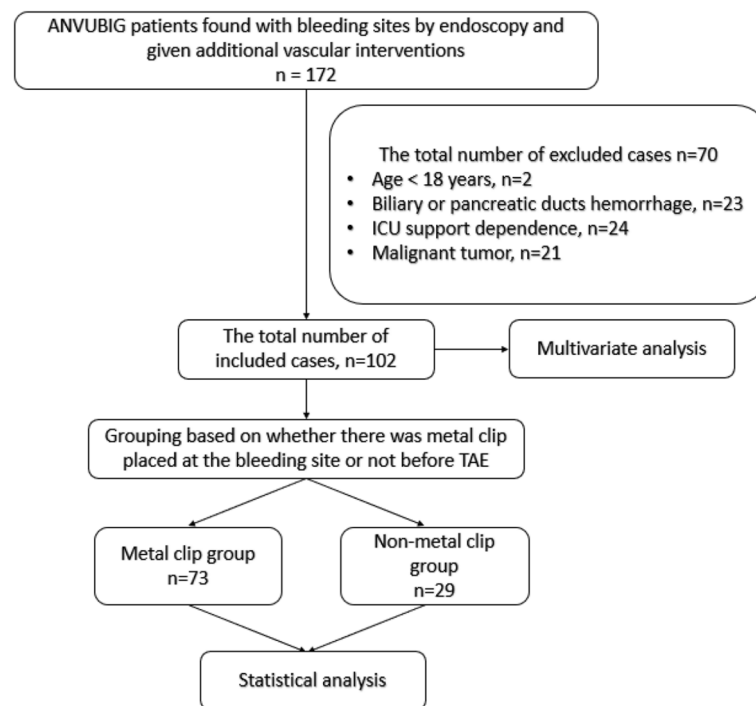 ANVUBIG patients found with bleeding sites by endoscopy and
given additional vascular interventions
n = 172
The total number of excluded cases n=70
• Age < 18 years, n=2
• Biliary or pancreatic ducts hemorrhage, n=23
• ICU support dependence, n=24
• Malignant tumor, n=21
The total number of
included cases, n=102
Multivariate analysis
Grouping based on whether there was metal clip
placed at the bleeding site or not before TAE
Metal clip group
n=73
Non-metal clip
group
n=29
Statistical analysis